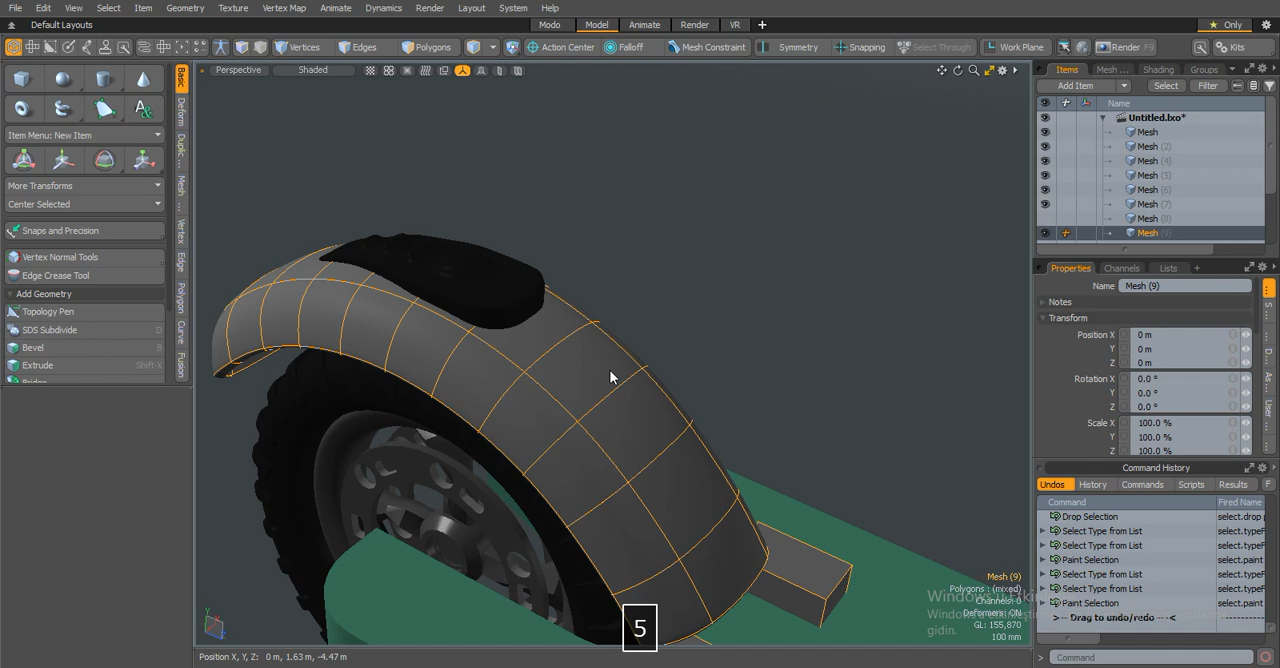 File Edit View Select Item Geometry Texture Vertex Map Animate Dynamics Render Layout System Help
Default Layouts Modo Model Animate Render VR Only
Vertices Edges Polygons Action Center Falloff Mesh Constraint Symmetry Snapping Select Through Work Plane Render F9 Kits
Perspective Shaded
Items Mesh ... Shading Groups
Add Item Select Filter
Name
Untitled.lxo*
Mesh
Mesh (2)
Mesh (4)
Mesh (5)
Mesh (6)
Mesh (7)
Mesh (8)
Mesh (9)
Item Menu: New Item
More Transforms
Center Selected
Snaps and Precision
Vertex Normal Tools
Edge Crease Tool
Add Geometry
Topology Pen
SDS Subdivide D
Bevel B
Extrude Shift-X
Bridge
Basic
Deform
Duplic ...
Mesh ...
Vertex
Edge
Polygon
Curve
Fusion
Properties Channels Lists +
Name Mesh (9)
Notes
Transform
Position X 0 m
Y 0 m
Z 0 m
Rotation X 0.0 °
Y 0.0 °
Z 0.0 °
Scale X 100.0 %
Y 100.0 %
Z 100.0 %
S
D...
As...
User ...
Command History
Undos History Commands Scripts Results F
Command Fired Name
Drop Selection select.drop
Select Type from List select.typeF
Select Type from List select.typeF
Paint Selection select.paint
Select Type from List select.typeF
Select Type from List select.typeF
Paint Selection select.paint
>--- Drag to undo/redo ---<
> Command
Mesh (9)
Polygons : (mixed)
Channels: 0
Deformers: ON
GL: 155,870
100 mm
gidin.
5
Position X, Y, Z: 0 m, 1.63 m, -4.47 m